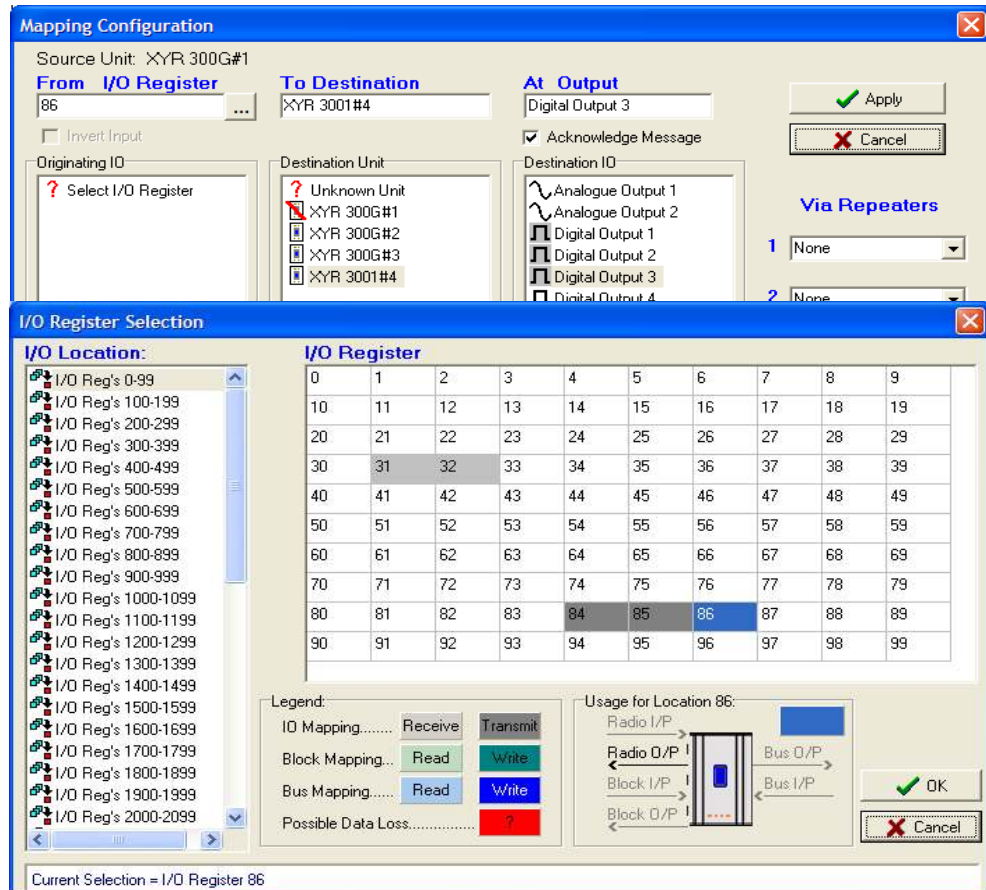 Mapping Configuration
Source Unit: XYR 300G#1
From I/O Register
To Destination
At Output
86
...
XYR 3001#4
Digital Output 3
Apply
Invert Input
Acknowledge Message
Cancel
Originating IO
Destination Unit
Destination IO
? Select I/O Register
? Unknown Unit
XYR 300G#1
XYR 300G#2
XYR 300G#3
XYR 3001#4
Analogue Output 1
Analogue Output 2
Digital Output 1
Digital Output 2
Digital Output 3
Digital Output 4
Via Repeaters
1 None
2 None
I/O Register Selection
I/O Location:
I/O Reg's 0-99
I/O Reg's 100-199
I/O Reg's 200-299
I/O Reg's 300-399
I/O Reg's 400-499
I/O Reg's 500-599
I/O Reg's 600-699
I/O Reg's 700-799
I/O Reg's 800-899
I/O Reg's 900-999
I/O Reg's 1000-1099
I/O Reg's 1100-1199
I/O Reg's 1200-1299
I/O Reg's 1300-1399
I/O Reg's 1400-1499
I/O Reg's 1500-1599
I/O Reg's 1600-1699
I/O Reg's 1700-1799
I/O Reg's 1800-1899
I/O Reg's 1900-1999
I/O Reg's 2000-2099
I/O Register
0 1 2 3 4 5 6 7 8 9
10 11 12 13 14 15 16 17 18 19
20 21 22 23 24 25 26 27 28 29
30 31 32 33 34 35 36 37 38 39
40 41 42 43 44 45 46 47 48 49
50 51 52 53 54 55 56 57 58 59
60 61 62 63 64 65 66 67 68 69
70 71 72 73 74 75 76 77 78 79
80 81 82 83 84 85 86 87 88 89
90 91 92 93 94 95 96 97 98 99
Legend:
IO Mapping........ Receive Transmit
Block Mapping... Read Write
Bus Mapping...... Read Write
Possible Data Loss................ ?
Usage for Location 86:
Radio I/P
Radio O/P
Block I/P
Block O/P
Bus O/P
Bus I/P
OK
Cancel
Current Selection = I/O Register 86